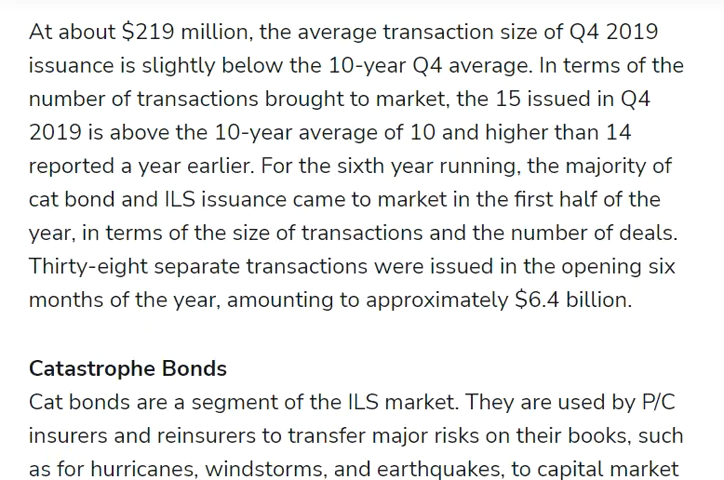 At about $219 million, the average transaction size of Q4 2019
issuance is slightly below the 10-year Q4 average. In terms of the
number of transactions brought to market, the 15 issued in Q4
2019 is above the 10-year average of 10 and higher than 14
reported a year earlier. For the sixth year running, the majority of
cat bond and ILS issuance came to market in the first half of the
year, in terms of the size of transactions and the number of deals.
Thirty-eight separate transactions were issued in the opening six
months of the year, amounting to approximately $6.4 billion.
Catastrophe Bonds
Cat bonds are a segment of the ILS market. They are used by P/C
insurers and reinsurers to transfer major risks on their books, such
as for hurricanes, windstorms, and earthquakes, to capital market